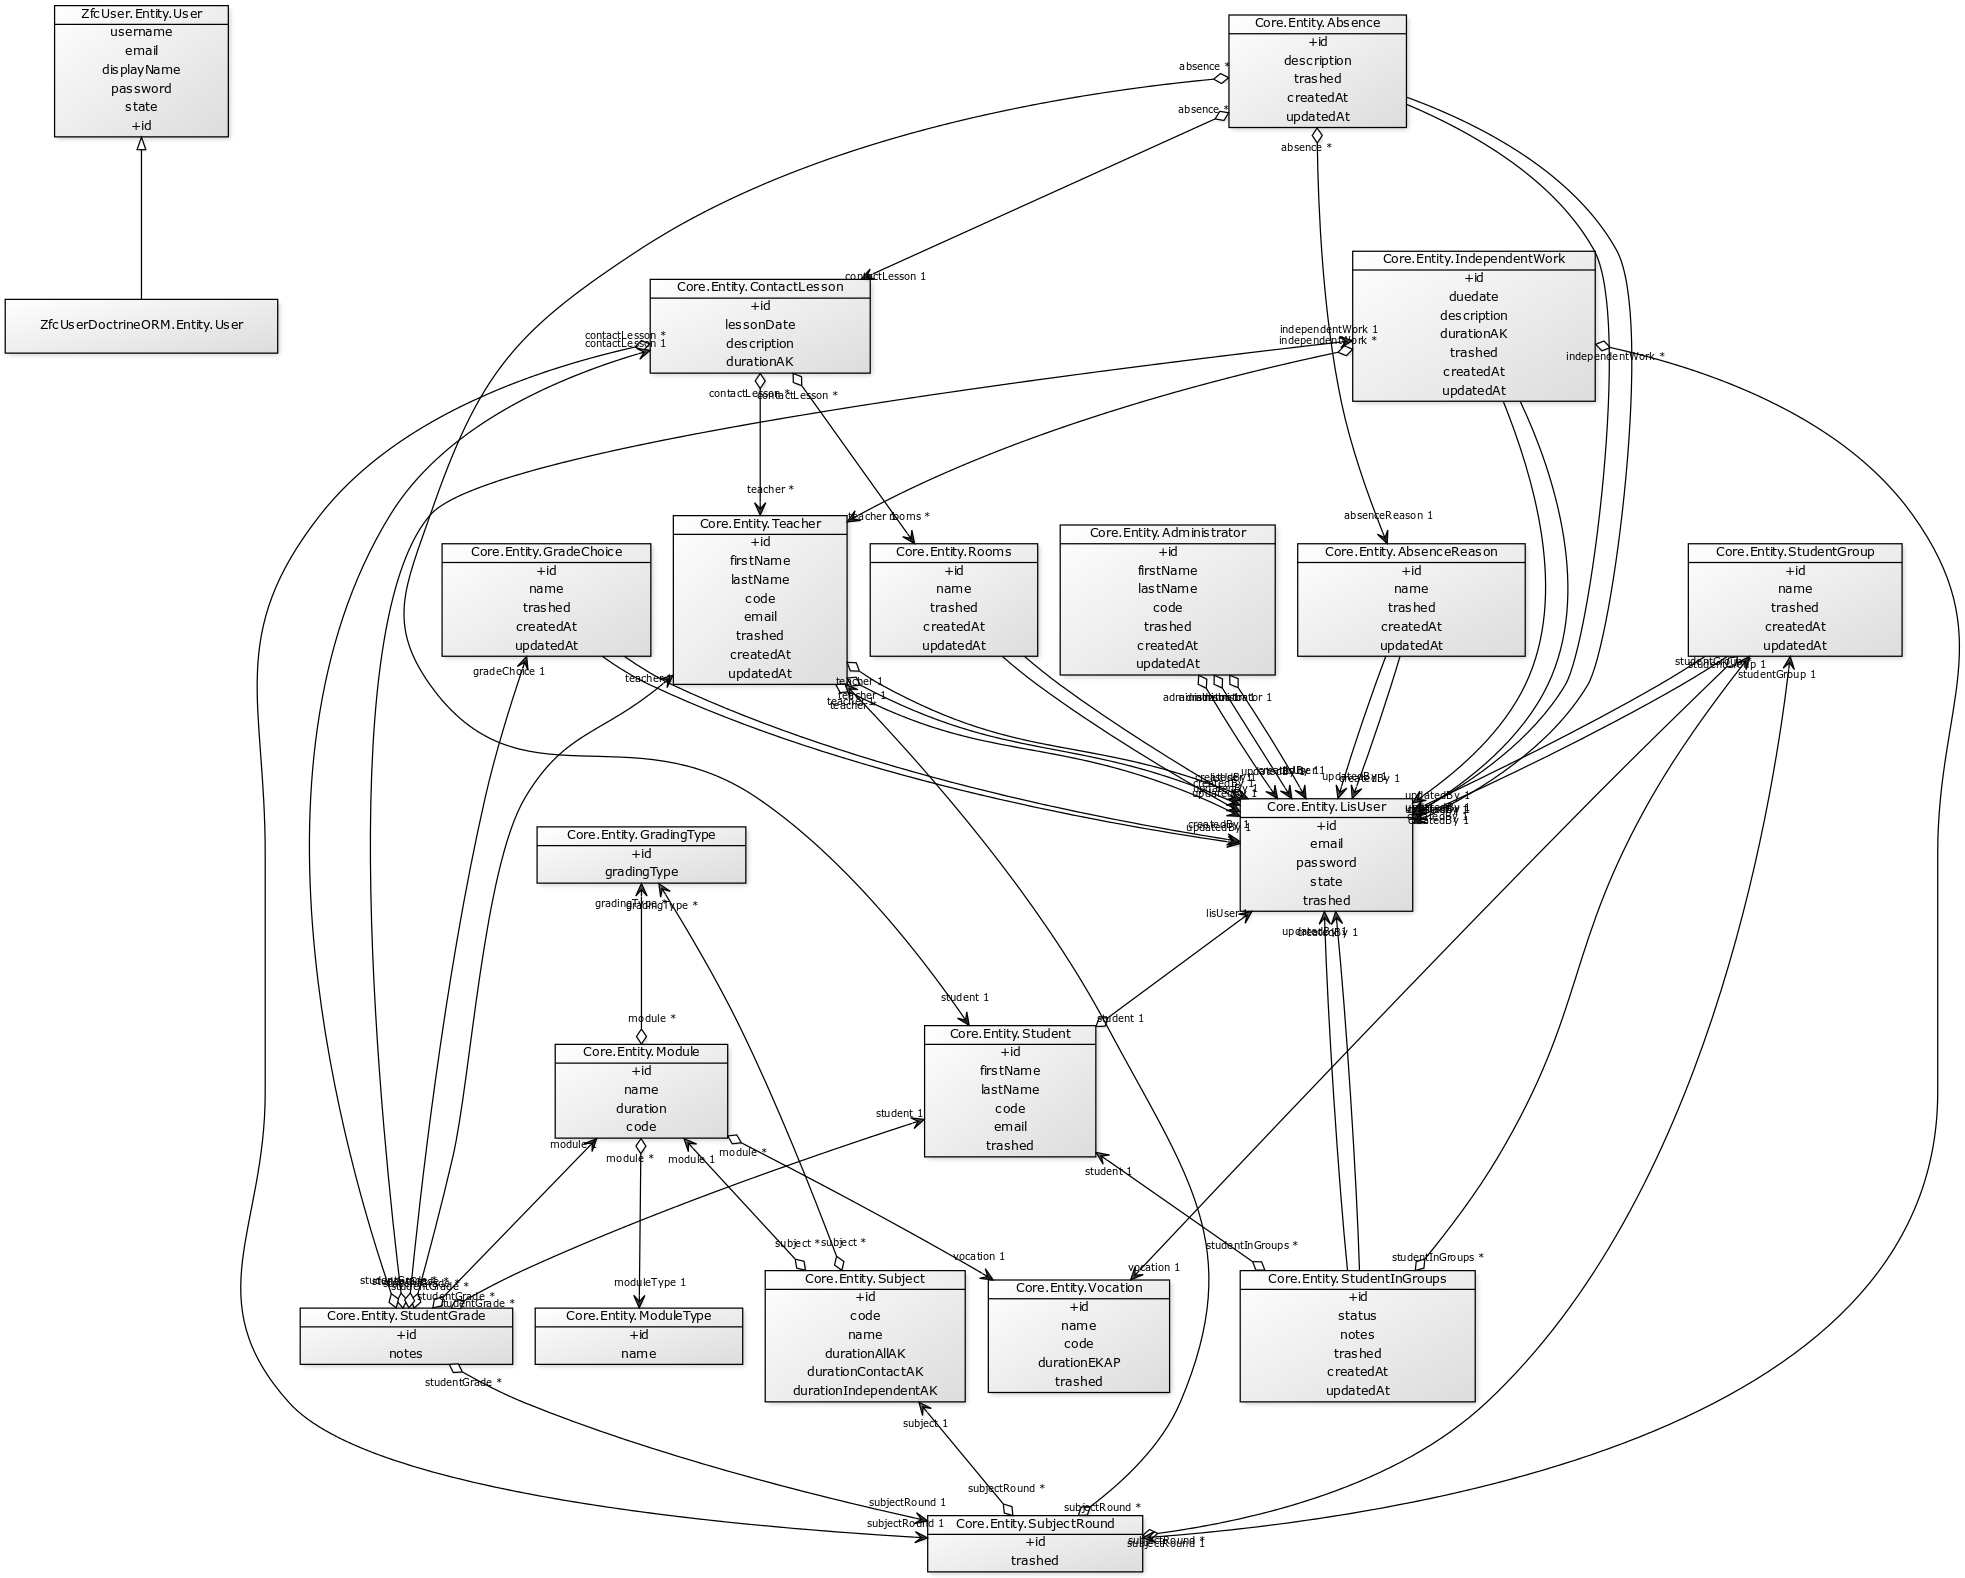 ZfcUser.Entity.User
username
email
displayName
password
state
+id
ZfcUserDoctrineORM.Entity.User
Core.Entity.Absence
+id
description
trashed
createdAt
updatedAt
absence *
absence *
absence *
contactLesson 1
Core.Entity.ContactLesson
+id
lessonDate
description
durationAK
contactLesson *
contactLesson 1
contactLesson *
contactLesson *
Core.Entity.IndependentWork
+id
duedate
description
durationAK
trashed
createdAt
updatedAt
independentWork 1
independentWork *
independentWork *
teacher *
rooms *
absenceReason 1
Core.Entity.Teacher
+id
firstName
lastName
code
email
trashed
createdAt
updatedAt
Core.Entity.GradeChoice
+id
name
trashed
createdAt
updatedAt
gradeChoice 1
Core.Entity.Rooms
+id
name
trashed
createdAt
updatedAt
Core.Entity.Administrator
+id
firstName
lastName
code
trashed
createdAt
updatedAt
Core.Entity.AbsenceReason
+id
name
trashed
createdAt
updatedAt
Core.Entity.StudentGroup
+id
name
trashed
createdAt
updatedAt
studentGroup 1
studentGroup 1
teacher 1
teacher 1
teacher 1
updatedBy 1
createdBy 1
updatedBy 1
createdBy 1
updatedBy 1
Core.Entity.LisUser
+id
email
password
state
trashed
lisUser
updatedBy 1
createdBy 1
Core.Entity.GradingType
+id
gradingType
gradingType *
student 1
student 1
module *
Core.Entity.Module
+id
name
duration
code
module 1
module *
module 1
module *
Core.Entity.Student
+id
firstName
lastName
code
email
trashed
student 1
student 1
subject *
subject *
vocation 1
vocation 1
studentInGroups *
studentInGroups *
moduleType 1
studentGrade *
studentGrade *
Core.Entity.StudentGrade
+id
notes
studentGrade *
Core.Entity.ModuleType
+id
name
Core.Entity.Subject
+id
code
name
durationAllAK
durationContactAK
durationIndependentAK
subject 1
Core.Entity.Vocation
+id
name
code
durationEKAP
trashed
Core.Entity.StudentInGroups
+id
status
notes
trashed
createdAt
updatedAt
subjectRound *
subjectRound 1
subjectRound *
subjectRound 1
Core.Entity.SubjectRound
+id
trashed
subjectRound 1